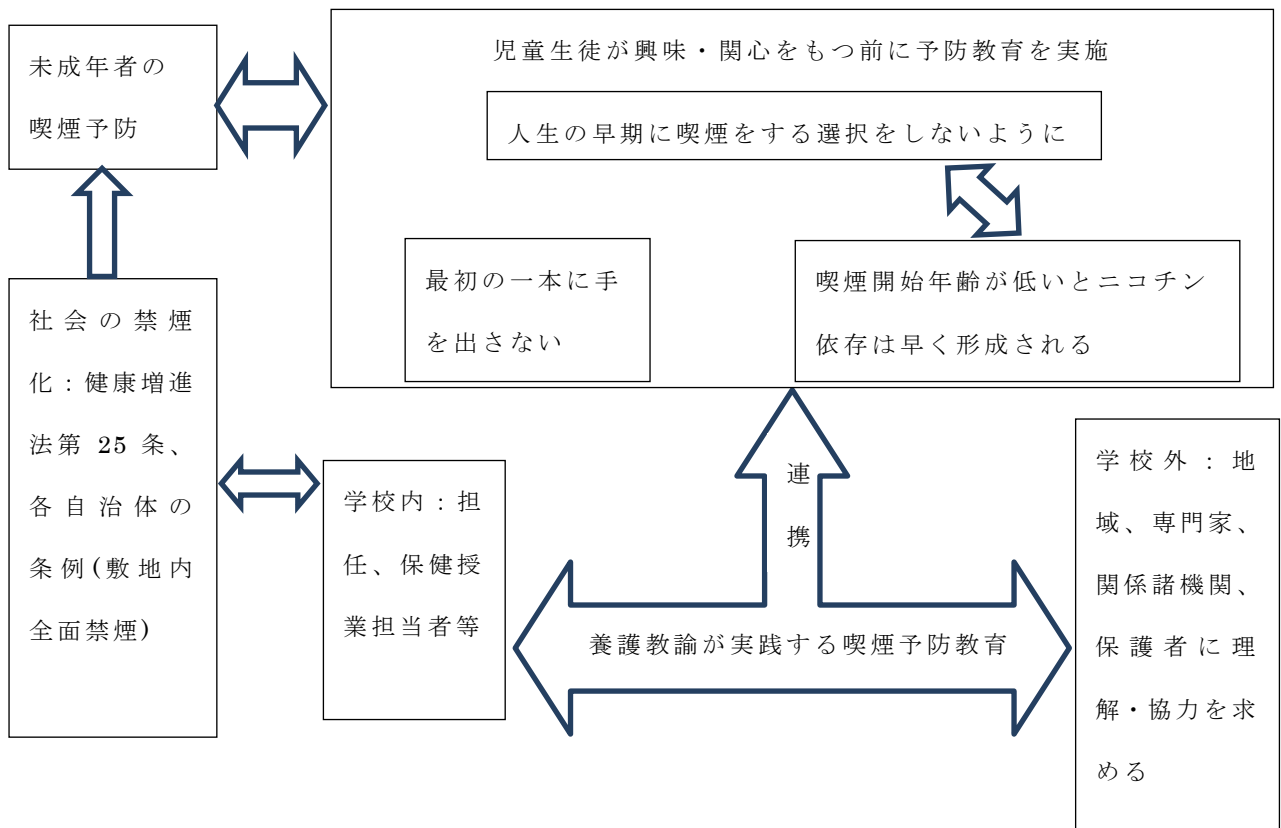 未成年者の
喫煙予防
児童生徒が興味・関心をもつ前に予防教育を実施
人生の早期に喫煙をする選択をしないように
最初の一本に手
を出さない
喫煙開始年齢が低いとニコチン
依存は早く形成される
社会の禁煙
化：健康増進
法第 25 条、
各自治体の
条例(敷地内
全面禁煙)
学校内：担
任、保健授
業担当者等
連
携
養護教諭が実践する喫煙予防教育
学校外：地
域、専門家、
関係諸機関、
保護者に理
解・協力を求
める